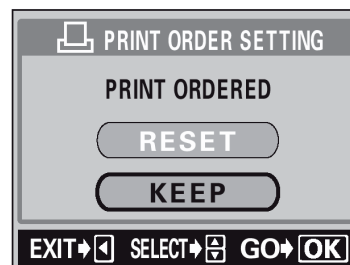 PRINT ORDER SETTING
PRINT ORDERED
RESET
KEEP
EXIT SELECT GO OK